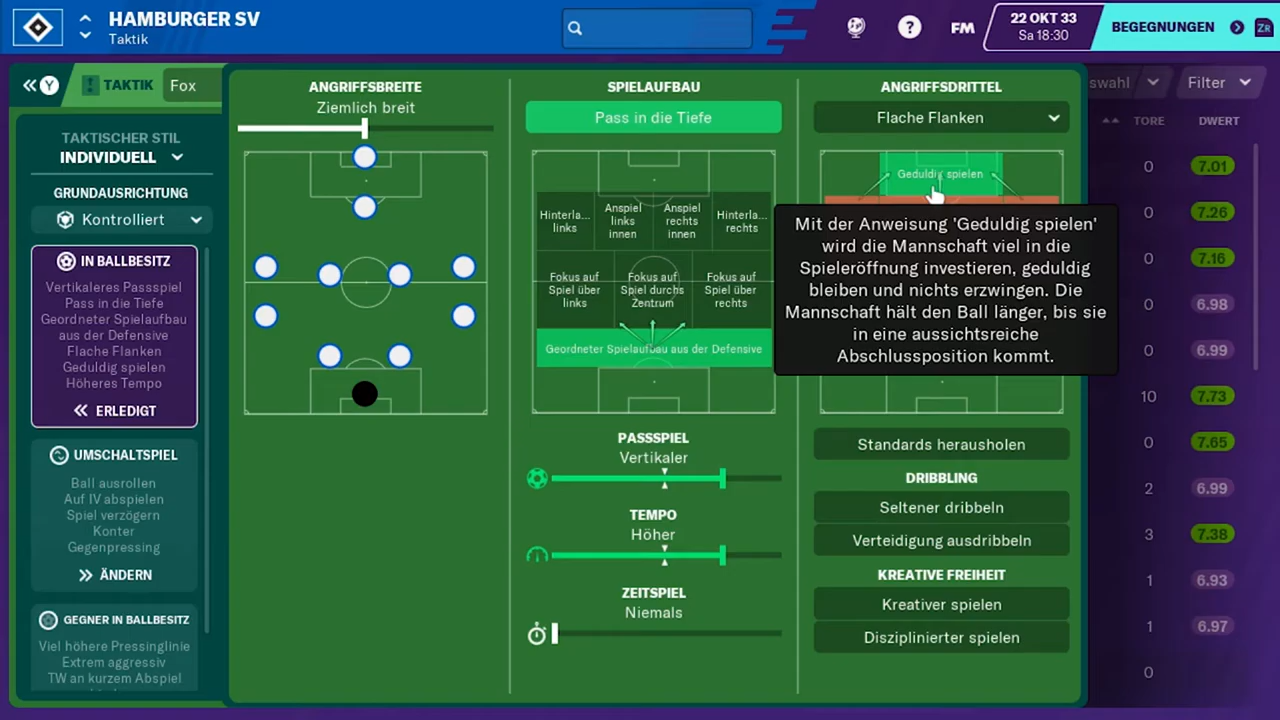 HAMBURGER SV
Taktik
FM
22 OKT 33
Sa 18:30
BEGEGNUNGEN
ZR
Y
TAKTIK
Fox
Filter
TAKTISCHER STIL
INDIVIDUELL
GRUNDAUSRICHTUNG
Kontrolliert
IN BALLBESITZ
Vertikaleres Passspiel
Pass in die Tiefe
Geordneter Spielaufbau
aus der Defensive
Flache Flanken
Geduldig spielen
Höheres Tempo
ERLEDIGT
UMSCHALTSPIEL
Ball ausrollen
Auf IV abspielen
Spiel verzögern
Konter
Gegenpressing
ÄNDERN
GEGNER IN BALLBESITZ
Viel höhere Pressinglinie
Extrem aggressiv
TW an kurzem Abspiel
ANGRIFFSBREITE
Ziemlich breit
SPIELAUFBAU
Pass in die Tiefe
Hinterla...
links
Anspiel
links
innen
Anspiel
rechts
innen
Hinterla...
rechts
Fokus auf
Spiel über
links
Fokus auf
Spiel durchs
Zentrum
Fokus auf
Spiel über
rechts
Geordneter Spielaufbau aus der Defensive
PASSSPIEL
Vertikaler
TEMPO
Höher
ZEITSPIEL
Niemals
ANGRIFFSDRITTEL
Flache Flanken
Geduldig spielen
Mit der Anweisung 'Geduldig spielen'
wird die Mannschaft viel in die
Spieleröffnung investieren, geduldig
bleiben und nichts erzwingen. Die
Mannschaft hält den Ball länger, bis sie
in eine aussichtsreiche
Abschlussposition kommt.
Standards herausholen
DRIBBLING
Seltener dribbeln
Verteidigung ausdribbeln
KREATIVE FREIHEIT
Kreativer spielen
Disziplinierter spielen
TORE DWERT
0 7.01
0 7.26
0 7.16
0 6.98
0 6.99
10 7.73
0 7.65
2 6.99
3 7.38
1 6.93
1 6.97
0